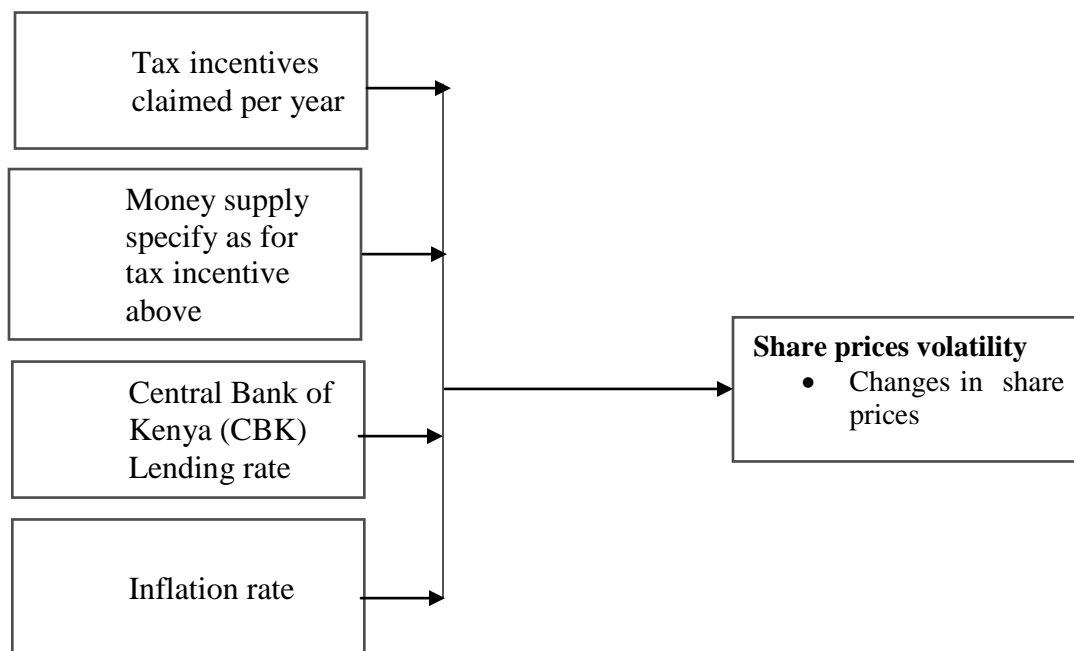 Tax incentives
claimed per year
Money supply
specify as for
tax incentive
above
Central Bank of
Kenya (CBK)
Lending rate
Inflation rate
Share prices volatility
• Changes in share
prices